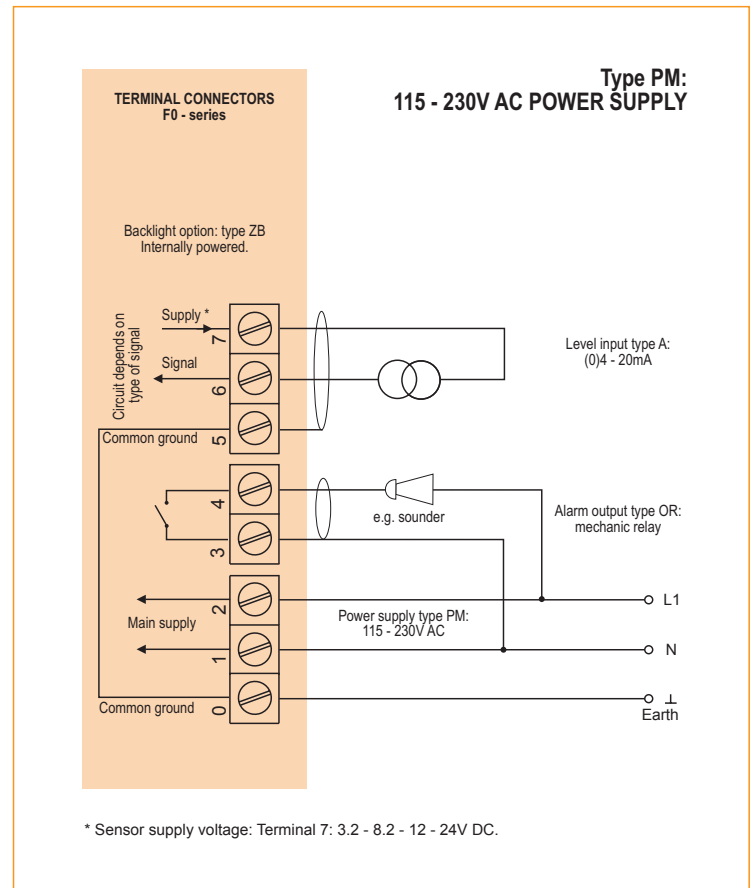 Type PM:
115 - 230V AC POWER SUPPLY
TERMINAL CONNECTORS
F0 - series
Backlight option: type ZB
Internally powered.
Circuit depends on
type of signal
Supply *
7
Signal
6
Common ground
5
Level input type A:
(0)4 - 20mA
4
e.g. sounder
3
Alarm output type OR:
mechanic relay
2
Main supply
1
Power supply type PM:
115 - 230V AC
L1
N
Common ground
0
⊥
Earth
* Sensor supply voltage: Terminal 7: 3.2 - 8.2 - 12 - 24V DC.